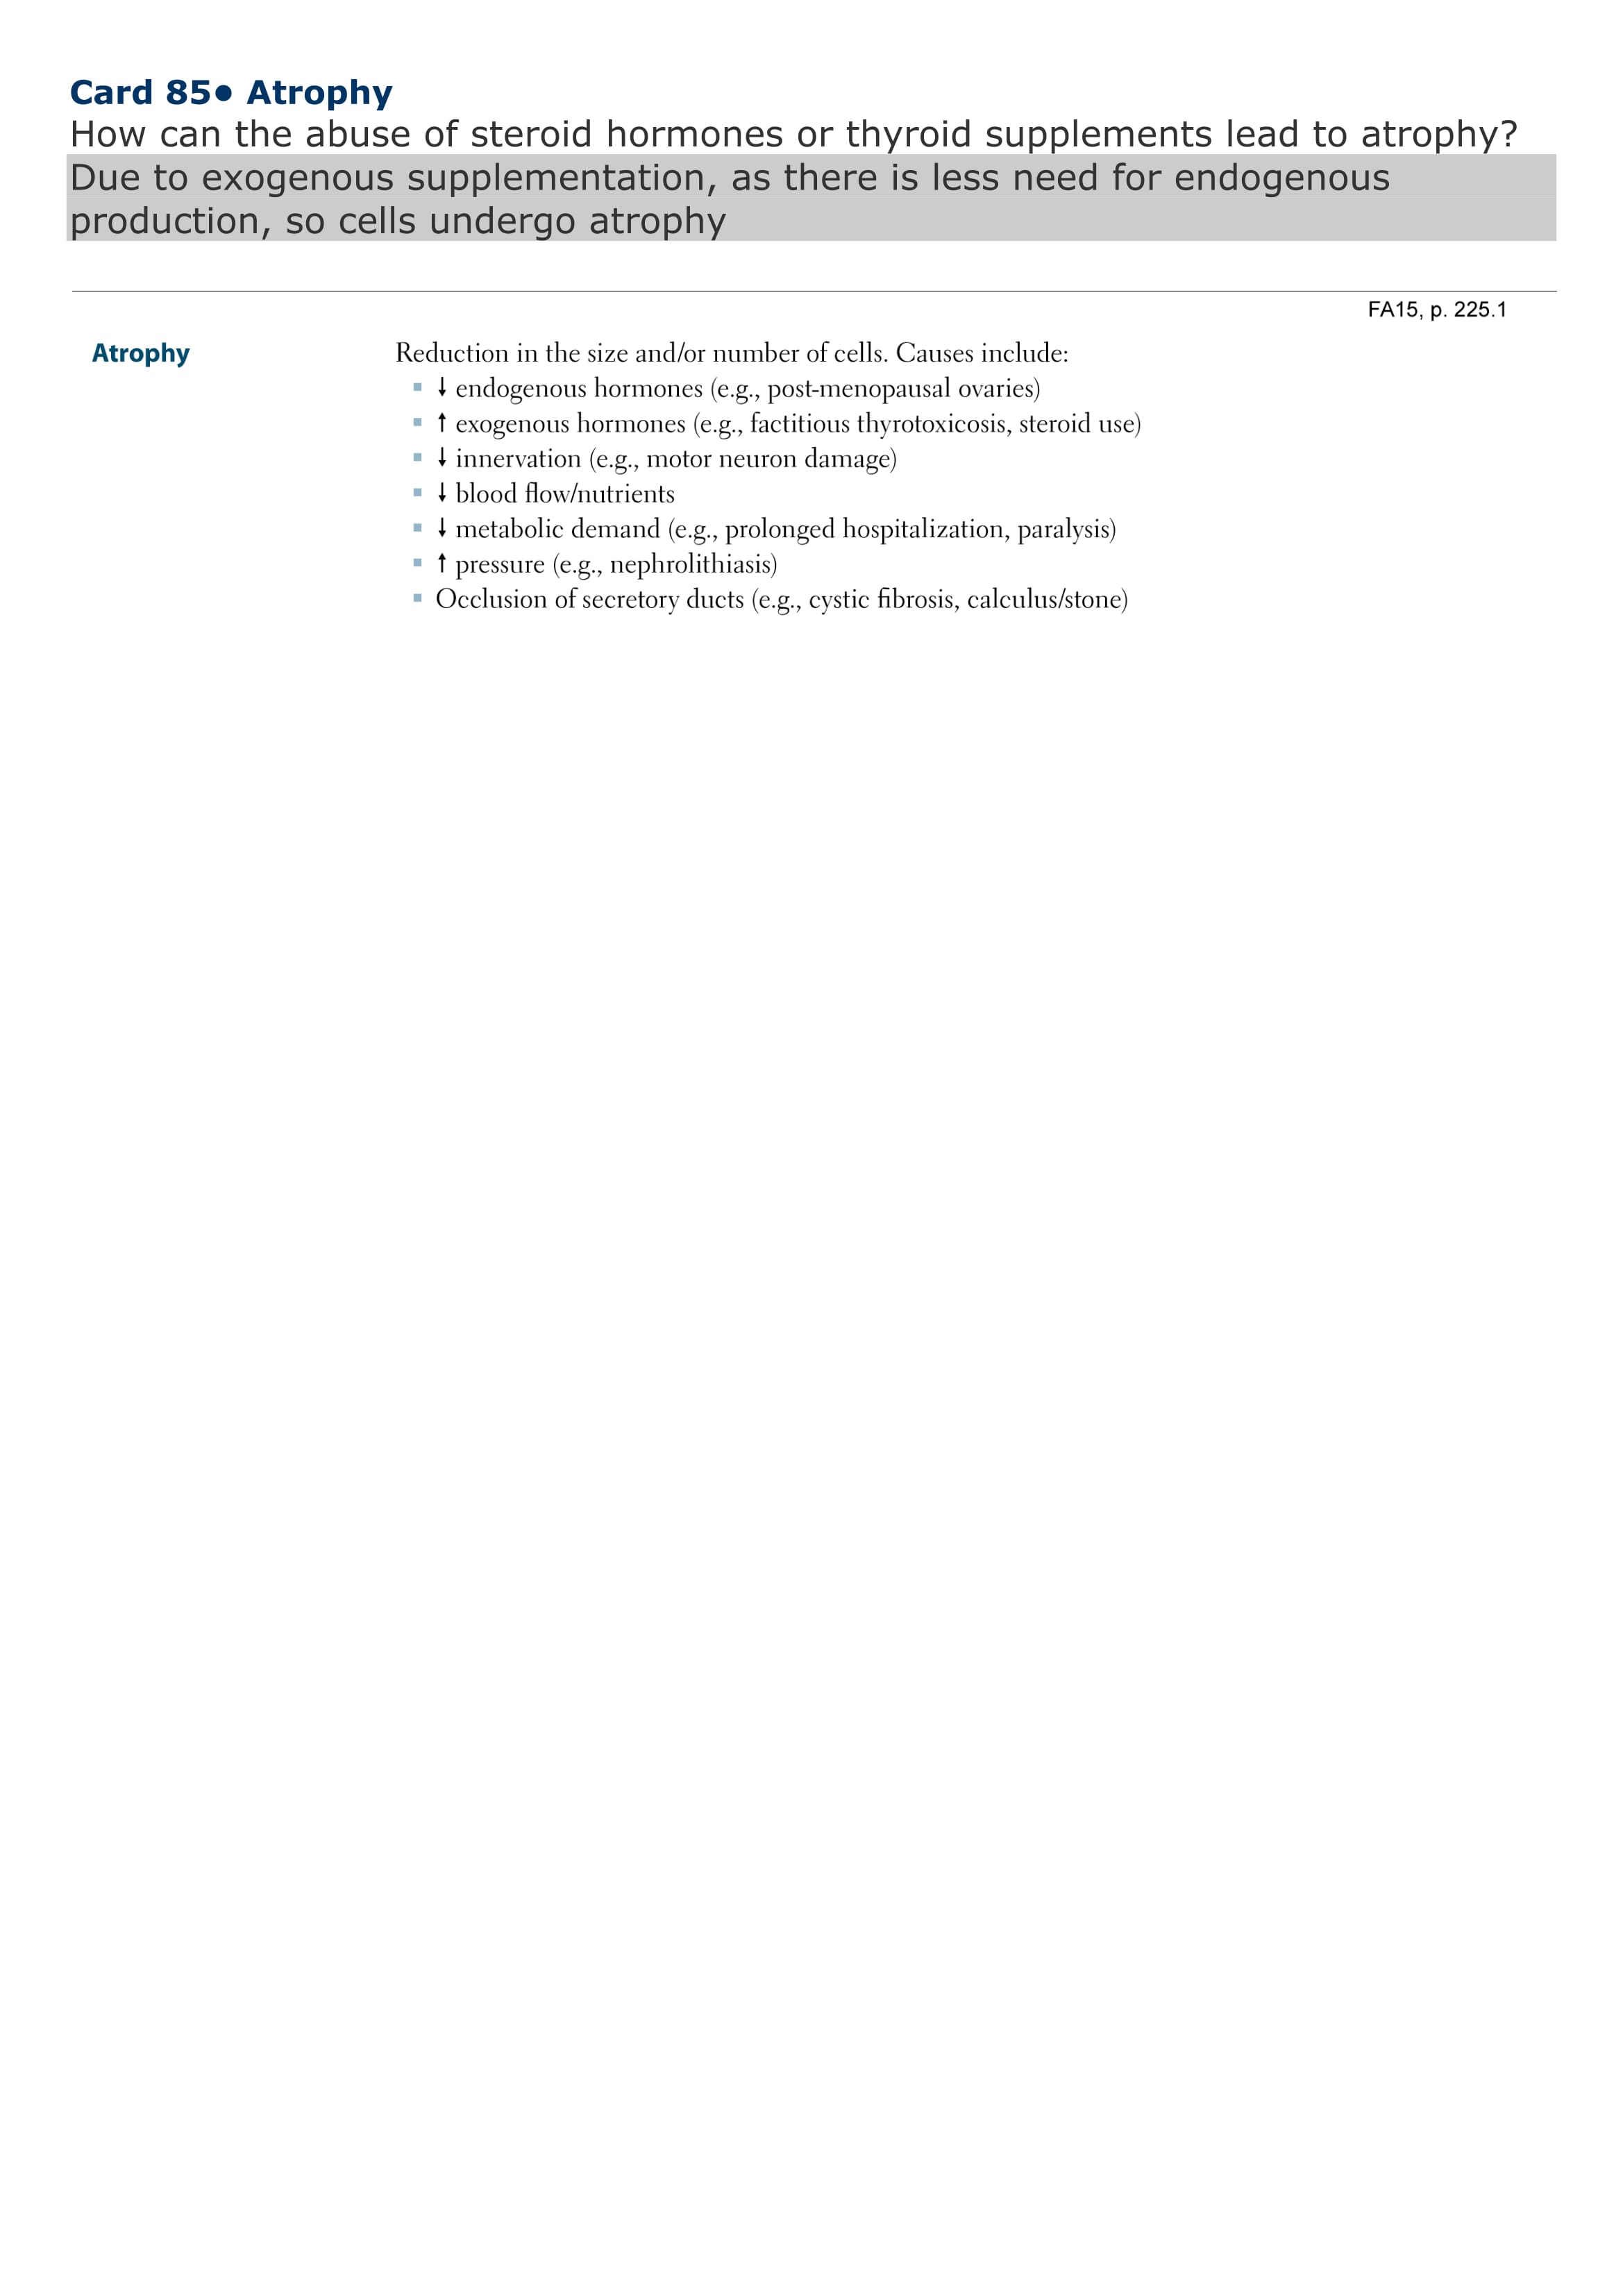 Card 85● Atrophy
How can the abuse of steroid hormones or thyroid supplements lead to atrophy?
Due to exogenous supplementation, as there is less need for endogenous
production, so cells undergo atrophy
FA15, p. 225.1
Atrophy
Reduction in the size and/or number of cells. Causes include:
▪ ↓ endogenous hormones (e.g., post-menopausal ovaries)
▪ ↑ exogenous hormones (e.g., factitious thyrotoxicosis, steroid use)
▪ ↓ innervation (e.g., motor neuron damage)
▪ ↓ blood flow/nutrients
▪ ↓ metabolic demand (e.g., prolonged hospitalization, paralysis)
▪ ↑ pressure (e.g., nephrolithiasis)
▪ Occlusion of secretory ducts (e.g., cystic fibrosis, calculus/stone)